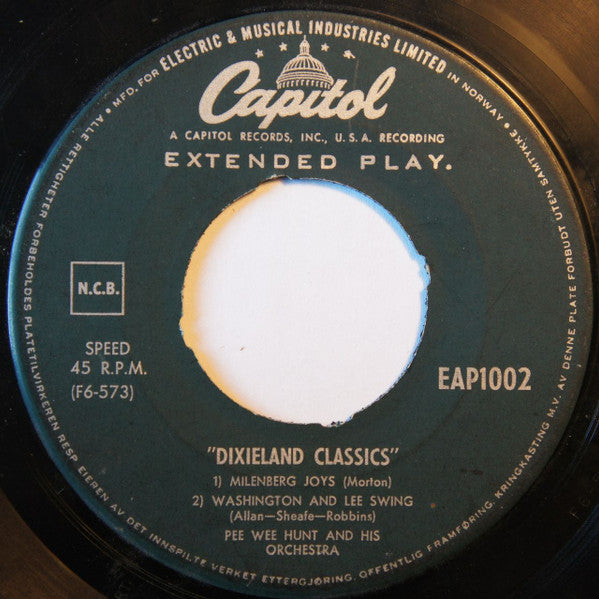 • MFD. FOR ELECTRIC & MUSICAL INDUSTRIES LIMITED IN NORWAY •
Capitol
A CAPITOL RECORDS, INC., U.S.A. RECORDING
EXTENDED PLAY.
N.C.B.
SPEED
45 R.P.M.
(F6-573)
EAP1002
"DIXIELAND CLASSICS"
1) MILENBERG JOYS (Morton)
2) WASHINGTON AND LEE SWING
(Allan—Sheafe—Robbins)
PEE WEE HUNT AND HIS
ORCHESTRA
ALLE RETTIGHETER FORBEHOLDES PLATETILVIRKEREN RESP EIEREN AV DET INNSPILTE VERKET ETTERGJØRING, OFFENTLIG FRAMFØRING, KRINGKASTING M.V. AV DENNE PLATE FORBUDT UTEN SAMTYKKE